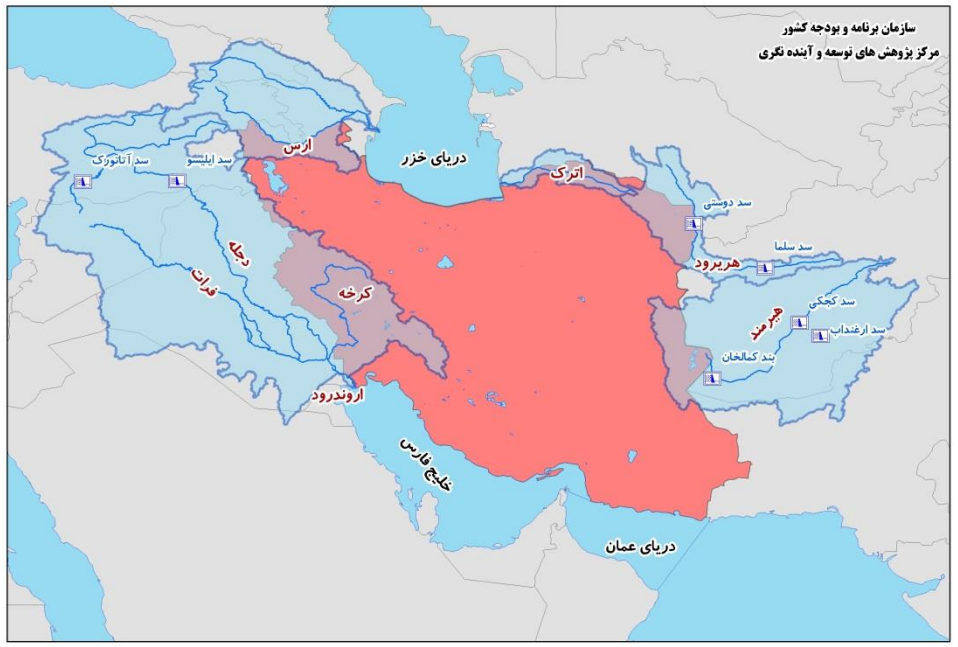 سازمان برنامه و بودجه کشور
مرکز پژوهش های توسعه و آینده نگری
ارس
دریای خزر
سد ایلیسو
سد آتاتورک
اترک
سد دوستی
دجله
فرات
کرخه
هریرود
سد سلما
سد کجکی
هیرمند
سد ارغنداب
بند کمالخان
اروندرود
خلیج فارس
دریای عمان